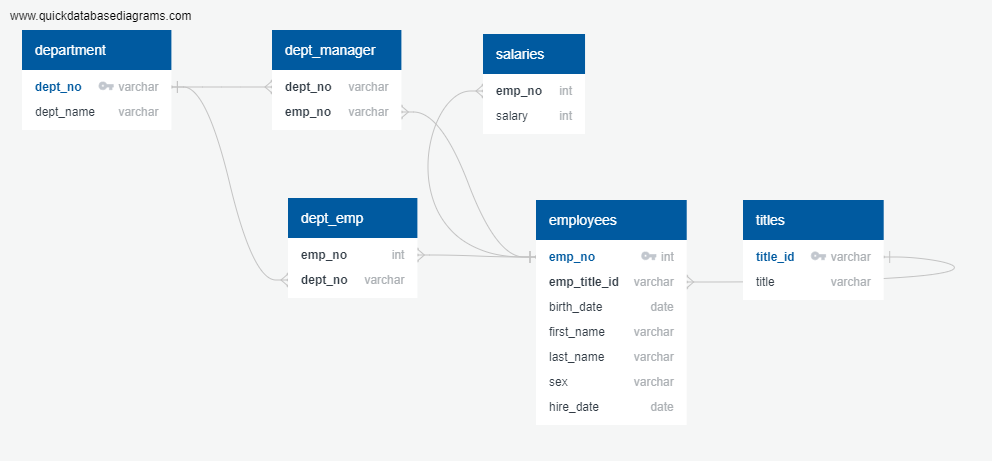 www.quickdatabasediagrams.com
department
dept_no varchar
dept_name varchar
dept_manager
dept_no varchar
emp_no varchar
salaries
emp_no int
salary int
dept_emp
emp_no int
dept_no varchar
employees
emp_no int
emp_title_id varchar
birth_date date
first_name varchar
last_name varchar
sex varchar
hire_date date
titles
title_id varchar
title varchar